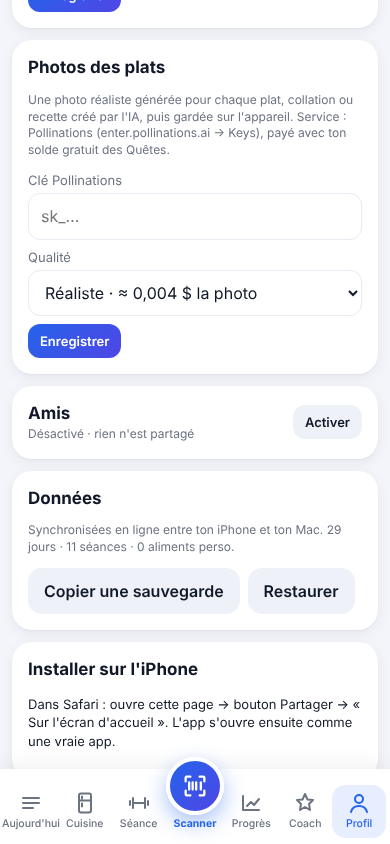 Photos des plats
Une photo réaliste générée pour chaque plat, collation ou
recette créé par l'IA, puis gardée sur l'appareil. Service :
Pollinations (enter.pollinations.ai → Keys), payé avec ton
solde gratuit des Quêtes.
Clé Pollinations
sk_...
Qualité
Réaliste · ≈ 0,004 $ la photo
Enregistrer
Amis
Désactivé · rien n'est partagé
Activer
Données
Synchronisées en ligne entre ton iPhone et ton Mac. 29
jours · 11 séances · 0 aliments perso.
Copier une sauvegarde
Restaurer
Installer sur l'iPhone
Dans Safari : ouvre cette page → bouton Partager → «
Sur l'écran d'accueil ». L'app s'ouvre ensuite comme
une vraie app.
Aujourd'hui
Cuisine
Séance
Scanner
Progrès
Coach
Profil